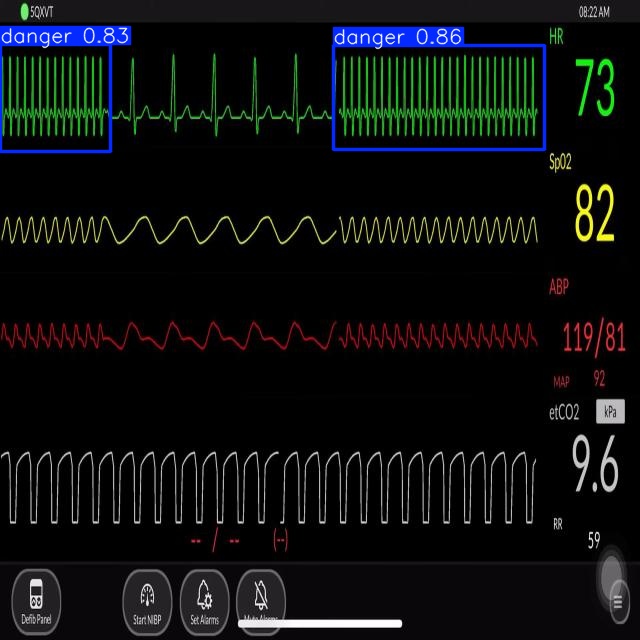 5QXVT
08:22 AM
danger 0.83
danger 0.86
HR
73
SpO2
82
ABP
119/81
MAP 92
etCO2 kPa
9.6
RR
59
-- / -- (--)
Defib Panel
Start NIBP
Set Alarms
Mute Alarms